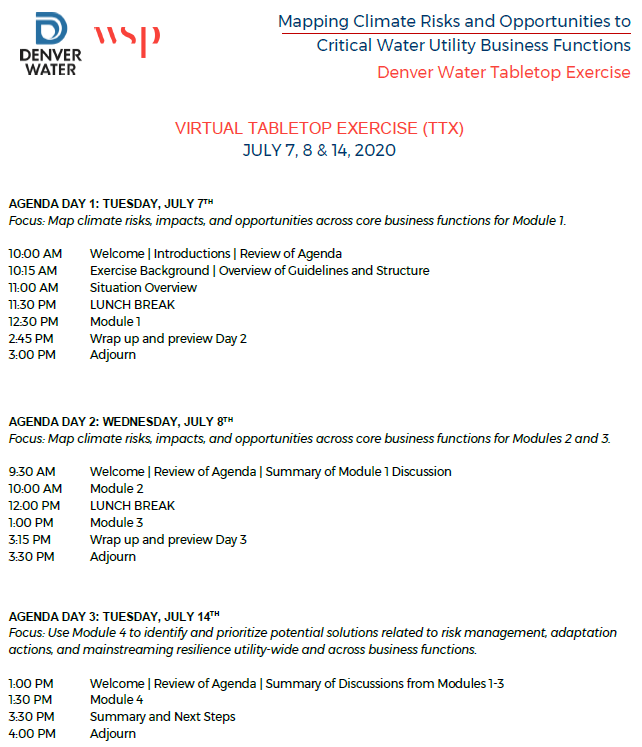 DENVER WATER
wsp
Mapping Climate Risks and Opportunities to
Critical Water Utility Business Functions
Denver Water Tabletop Exercise
VIRTUAL TABLETOP EXERCISE (TTX)
JULY 7, 8 & 14, 2020
AGENDA DAY 1: TUESDAY, JULY 7TH
Focus: Map climate risks, impacts, and opportunities across core business functions for Module 1.
10:00 AM Welcome | Introductions | Review of Agenda
10:15 AM Exercise Background | Overview of Guidelines and Structure
11:00 AM Situation Overview
11:30 PM LUNCH BREAK
12:30 PM Module 1
2:45 PM Wrap up and preview Day 2
3:00 PM Adjourn
AGENDA DAY 2: WEDNESDAY, JULY 8TH
Focus: Map climate risks, impacts, and opportunities across core business functions for Modules 2 and 3.
9:30 AM Welcome | Review of Agenda | Summary of Module 1 Discussion
10:00 AM Module 2
12:00 PM LUNCH BREAK
1:00 PM Module 3
3:15 PM Wrap up and preview Day 3
3:30 PM Adjourn
AGENDA DAY 3: TUESDAY, JULY 14TH
Focus: Use Module 4 to identify and prioritize potential solutions related to risk management, adaptation
actions, and mainstreaming resilience utility-wide and across business functions.
1:00 PM Welcome | Review of Agenda | Summary of Discussions from Modules 1-3
1:30 PM Module 4
3:30 PM Summary and Next Steps
4:00 PM Adjourn